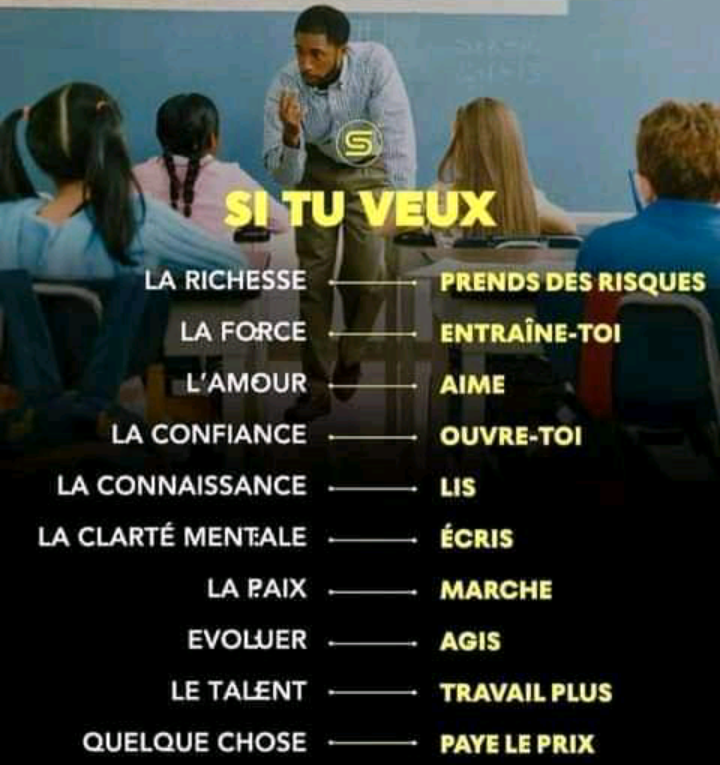 SI TU VEUX
LA RICHESSE PRENDS DES RISQUES
LA FORCE ENTRAÎNE-TOI
L'AMOUR AIME
LA CONFIANCE OUVRE-TOI
LA CONNAISSANCE LIS
LA CLARTÉ MENTALE ÉCRIS
LA PAIX MARCHE
EVOLUER AGIS
LE TALENT TRAVAIL PLUS
QUELQUE CHOSE PAYE LE PRIX